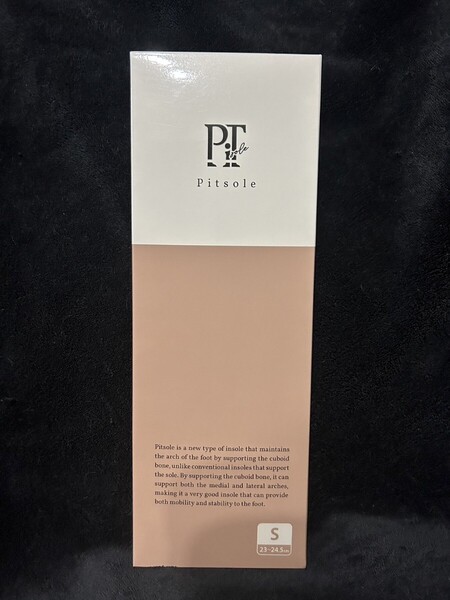 PiT
sole
Pitsole
Pitsole is a new type of insole that maintains
the arch of the foot by supporting the cuboid
bone, unlike conventional insoles that support
the sole. By supporting the cuboid bone, it can
support both the medial and lateral arches,
making it a very good insole that can provide
both mobility and stability to the foot.
S
23-24.5cm